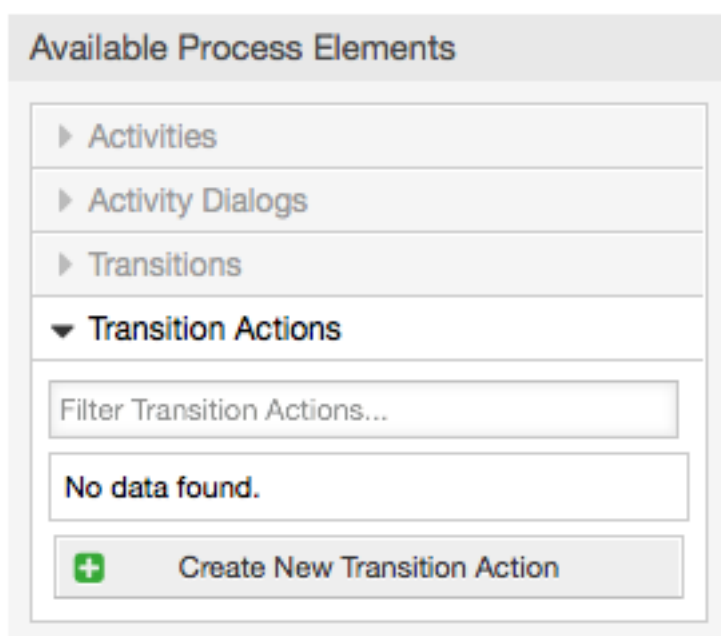 Available Process Elements
Activities
Activity Dialogs
Transitions
Transition Actions
Filter Transition Actions...
No data found.
Create New Transition Action